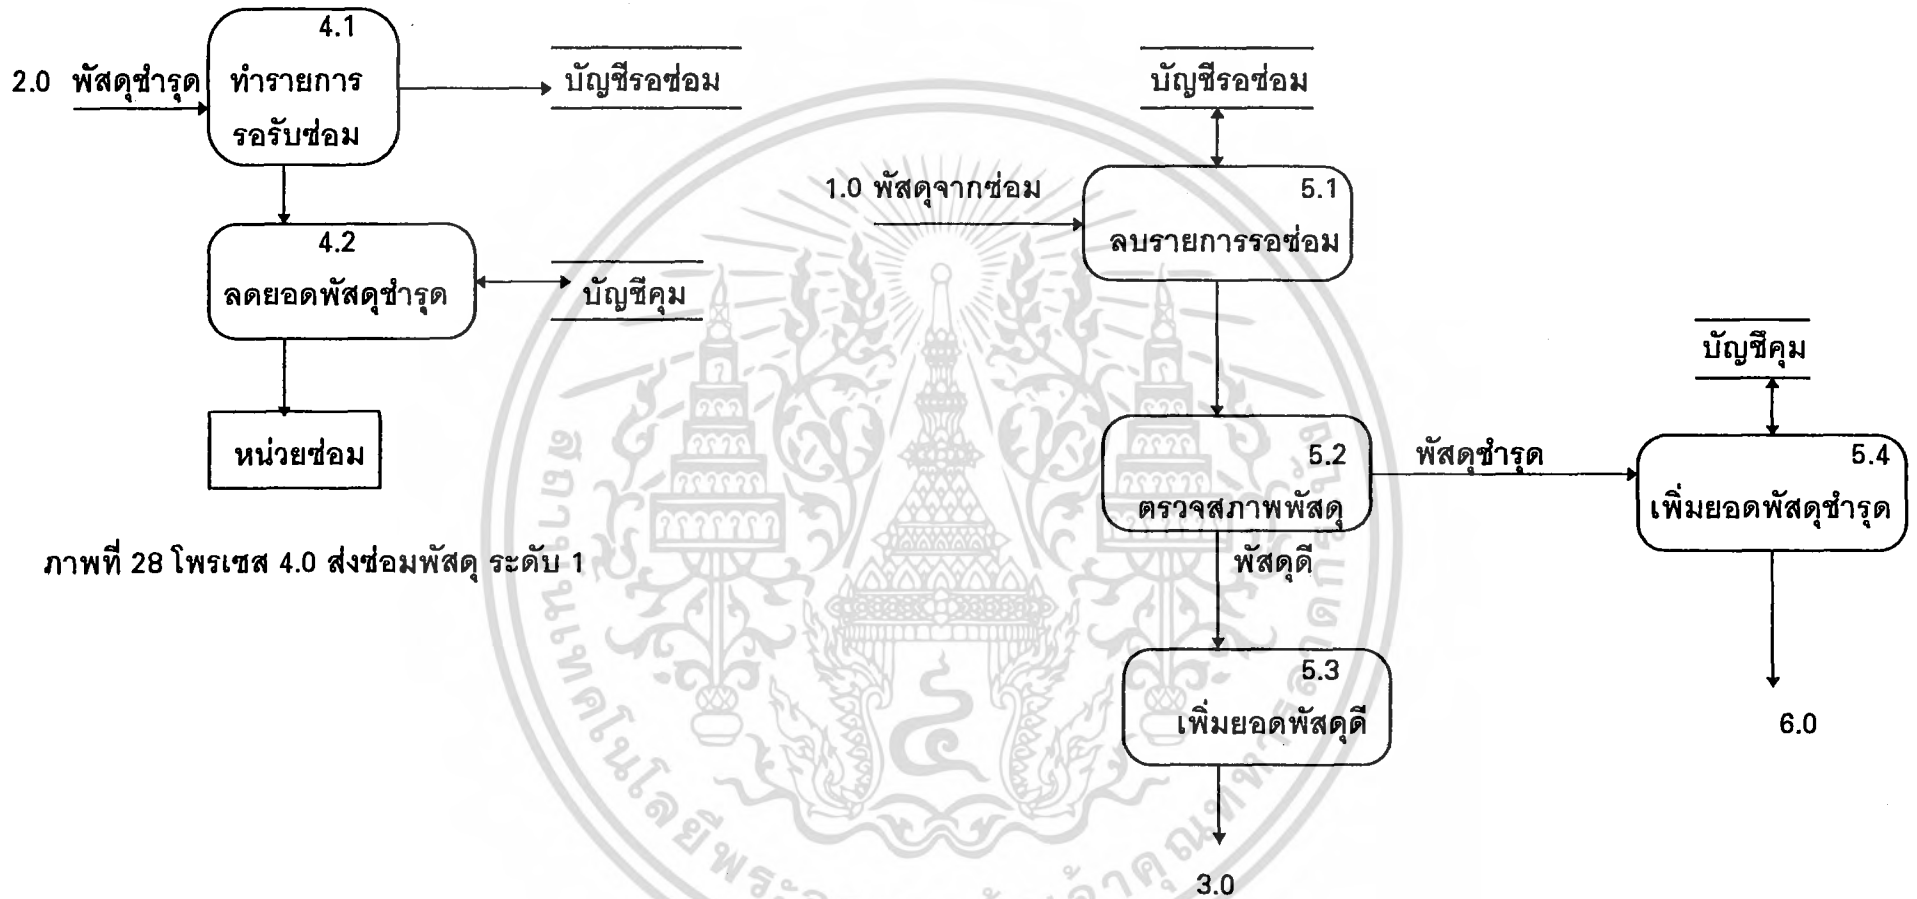 4.1
2.0 พัสดุชำรุด
ทำรายการ
รอรับซ่อม
บัญชีรอซ่อม
4.2
ลดยอดพัสดุชำรุด
บัญชีคุม
หน่วยซ่อม
ภาพที่ 28 โพรเซส 4.0 ส่งซ่อมพัสดุ ระดับ 1
บัญชีรอซ่อม
1.0 พัสดุจากซ่อม
5.1
ลบรายการรอซ่อม
5.2
ตรวจสภาพพัสดุ
พัสดุชำรุด
บัญชีคุม
5.4
เพิ่มยอดพัสดุชำรุด
6.0
พัสดุดี
5.3
เพิ่มยอดพัสดุดี
3.0